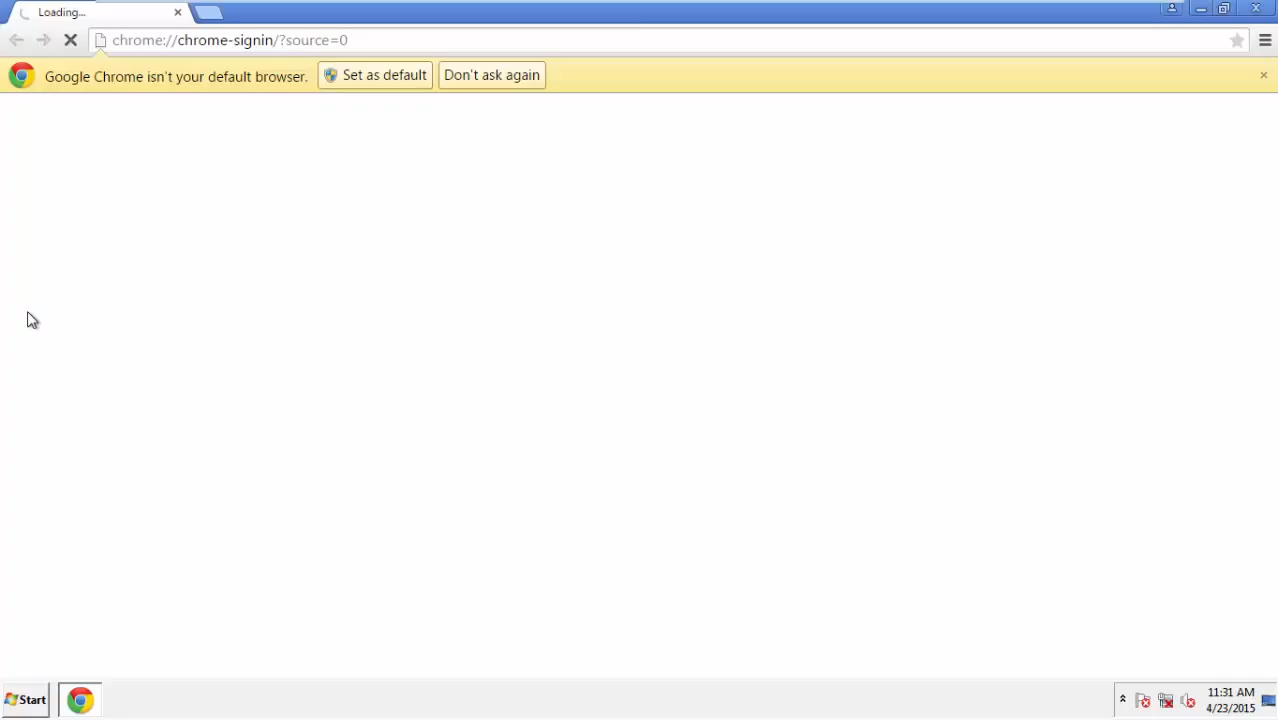 Loading...
chrome://chrome-signin/?source=0
Google Chrome isn't your default browser. Set as default Don't ask again
Start
11:31 AM
4/23/2015